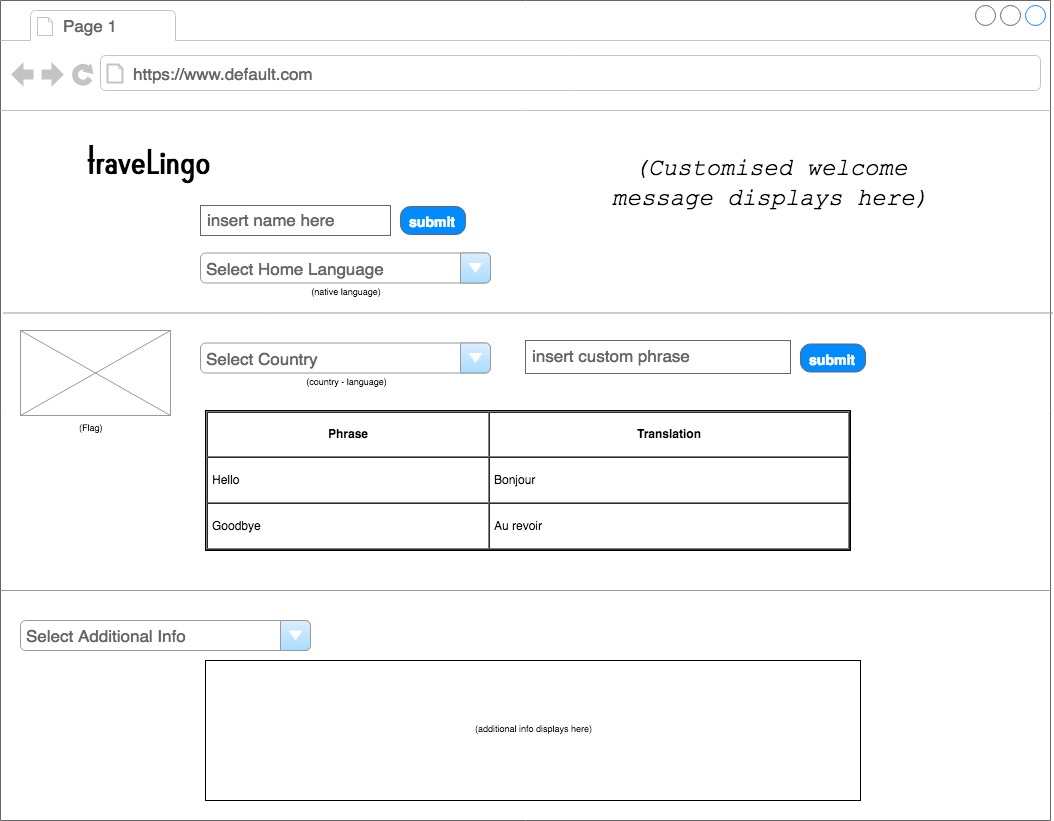 Page 1
https://www.default.com
traveLingo
(Customised welcome
message displays here)
insert name here
submit
Select Home Language
(native language)
Select Country
insert custom phrase
submit
(country - language)
(Flag)
Phrase Translation
Hello Bonjour
Goodbye Au revoir
Select Additional Info
(additional info displays here)